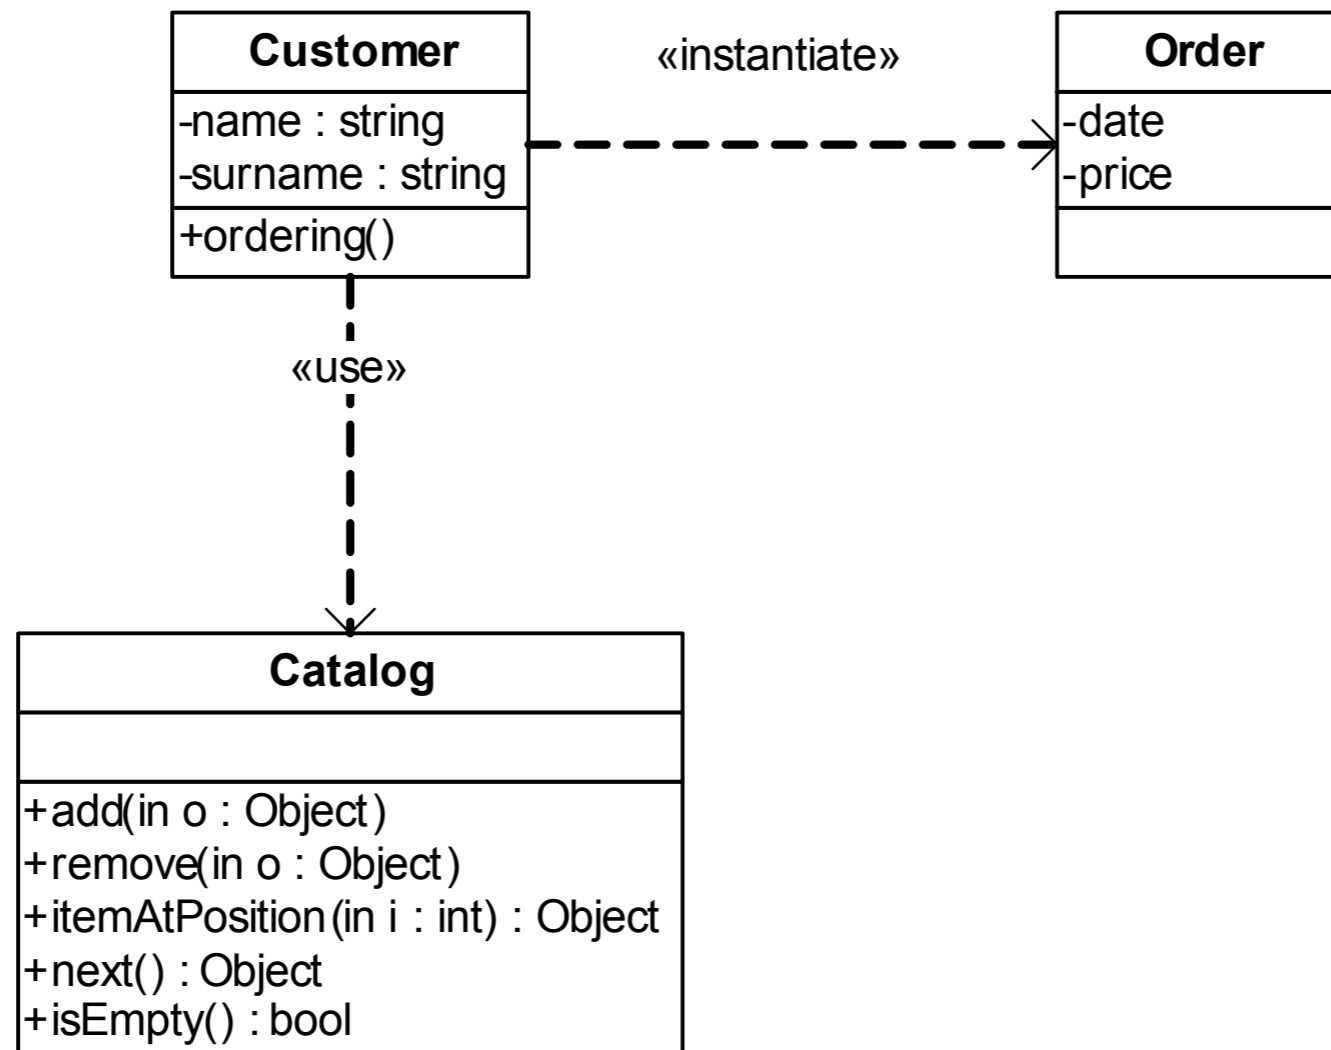 Customer
-name : string
-surname : string
+ordering()
«instantiate»
Order
-date
-price
«use»
Catalog
+add(in o : Object)
+remove(in o : Object)
+itemAtPosition(in i : int) : Object
+next() : Object
+isEmpty() : bool